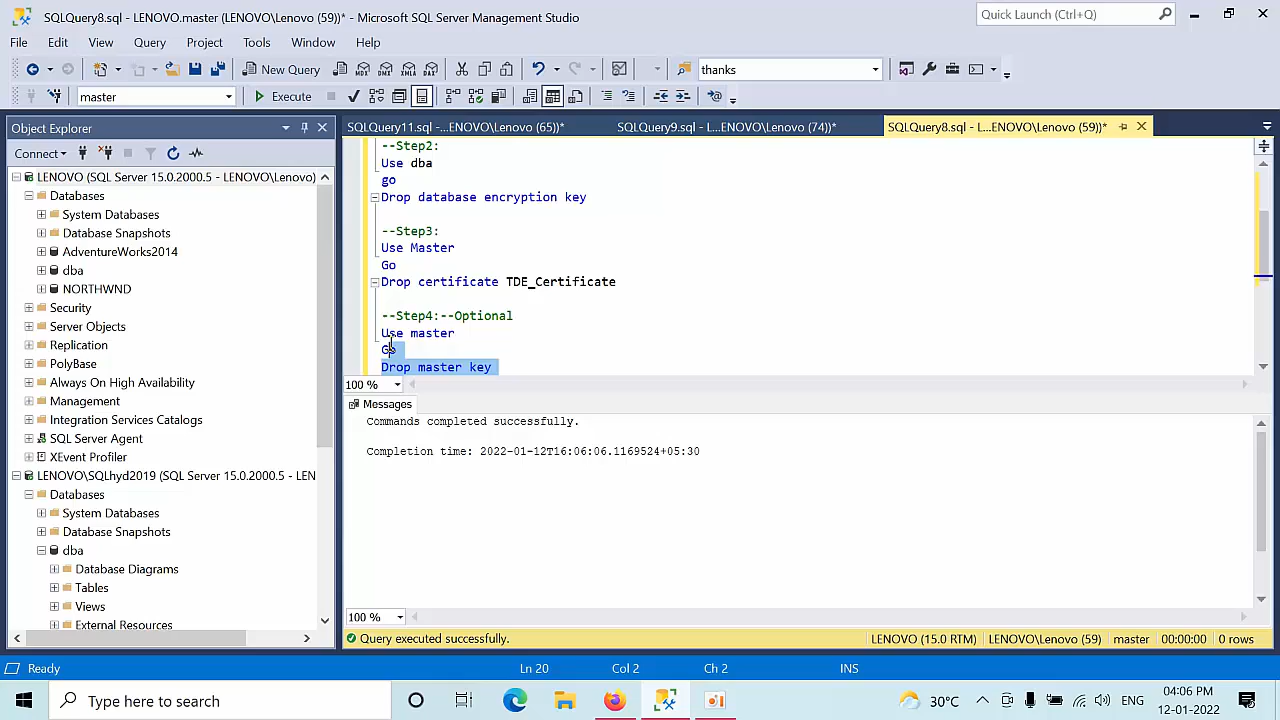 SQLQuery8.sql - LENOVO.master (LENOVO\Lenovo (59))* - Microsoft SQL Server Management Studio
Quick Launch (Ctrl+Q)
File Edit View Query Project Tools Window Help
New Query MDX DMX XMLA DAX thanks
master Execute
Object Explorer
Connect
LENOVO (SQL Server 15.0.2000.5 - LENOVO\Lenovo)
Databases
System Databases
Database Snapshots
AdventureWorks2014
dba
NORTHWND
Security
Server Objects
Replication
PolyBase
Always On High Availability
Management
Integration Services Catalogs
SQL Server Agent
XEvent Profiler
LENOVO\SQLhyd2019 (SQL Server 15.0.2000.5 - LEN
Databases
System Databases
Database Snapshots
dba
Database Diagrams
Tables
Views
External Resources
SQLQuery11.sql -...ENOVO\Lenovo (65))* SQLQuery9.sql - L...ENOVO\Lenovo (74))* SQLQuery8.sql - L...ENOVO\Lenovo (59))*
--Step2:
Use dba
go
Drop database encryption key
--Step3:
Use Master
Go
Drop certificate TDE_Certificate
--Step4:--Optional
Use master
Go
Drop master key
100 %
Messages
Commands completed successfully.
Completion time: 2022-01-12T16:06:06.1169524+05:30
100 %
Query executed successfully. LENOVO (15.0 RTM) LENOVO\Lenovo (59) master 00:00:00 0 rows
Ready Ln 20 Col 2 Ch 2 INS
Type here to search 30°C ENG 04:06 PM
12-01-2022